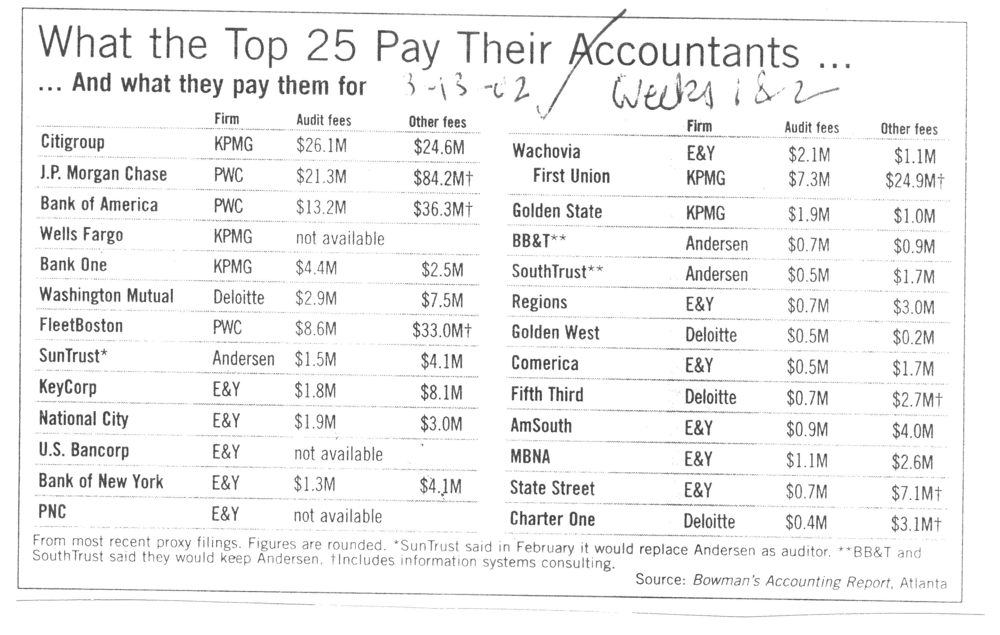 What the Top 25 Pay Their Accountants ...
... And what they pay them for 3-13-02 Weeks 1 & 2
Firm Audit fees Other fees
Citigroup KPMG $26.1M $24.6M
J.P. Morgan Chase PWC $21.3M $84.2M†
Bank of America PWC $13.2M $36.3M†
Wells Fargo KPMG not available
Bank One KPMG $4.4M $2.5M
Washington Mutual Deloitte $2.9M $7.5M
FleetBoston PWC $8.6M $33.0M†
SunTrust* Andersen $1.5M $4.1M
KeyCorp E&Y $1.8M $8.1M
National City E&Y $1.9M $3.0M
U.S. Bancorp E&Y not available
Bank of New York E&Y $1.3M $4.1M
PNC E&Y not available
Firm Audit fees Other fees
Wachovia E&Y $2.1M $1.1M
First Union KPMG $7.3M $24.9M†
Golden State KPMG $1.9M $1.0M
BB&T** Andersen $0.7M $0.9M
SouthTrust** Andersen $0.5M $1.7M
Regions E&Y $0.7M $3.0M
Golden West Deloitte $0.5M $0.2M
Comerica E&Y $0.5M $1.7M
Fifth Third Deloitte $0.7M $2.7M†
AmSouth E&Y $0.9M $4.0M
MBNA E&Y $1.1M $2.6M
State Street E&Y $0.7M $7.1M†
Charter One Deloitte $0.4M $3.1M†
From most recent proxy filings. Figures are rounded. *SunTrust said in February it would replace Andersen as auditor. **BB&T and
SouthTrust said they would keep Andersen. †Includes information systems consulting.
Source: Bowman's Accounting Report, Atlanta